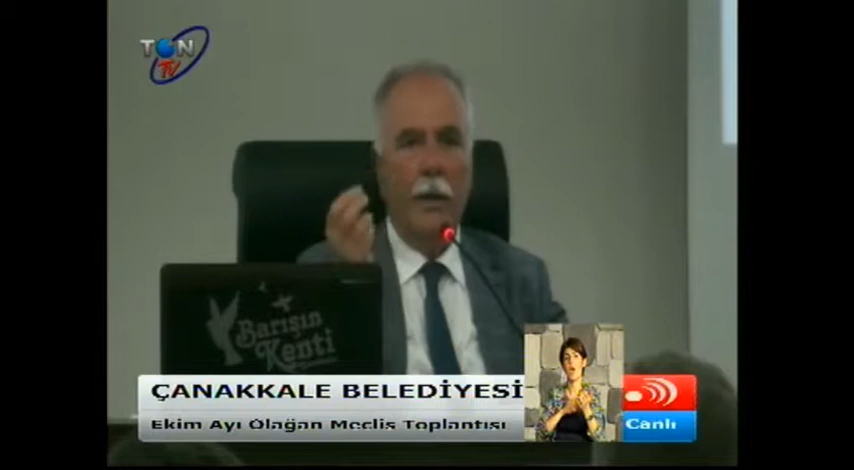 TON
TV
Barışın
Kenti
ÇANAKKALE BELEDİYESİ
Ekim Ayı Olağan Meclis Toplantısı
Canlı